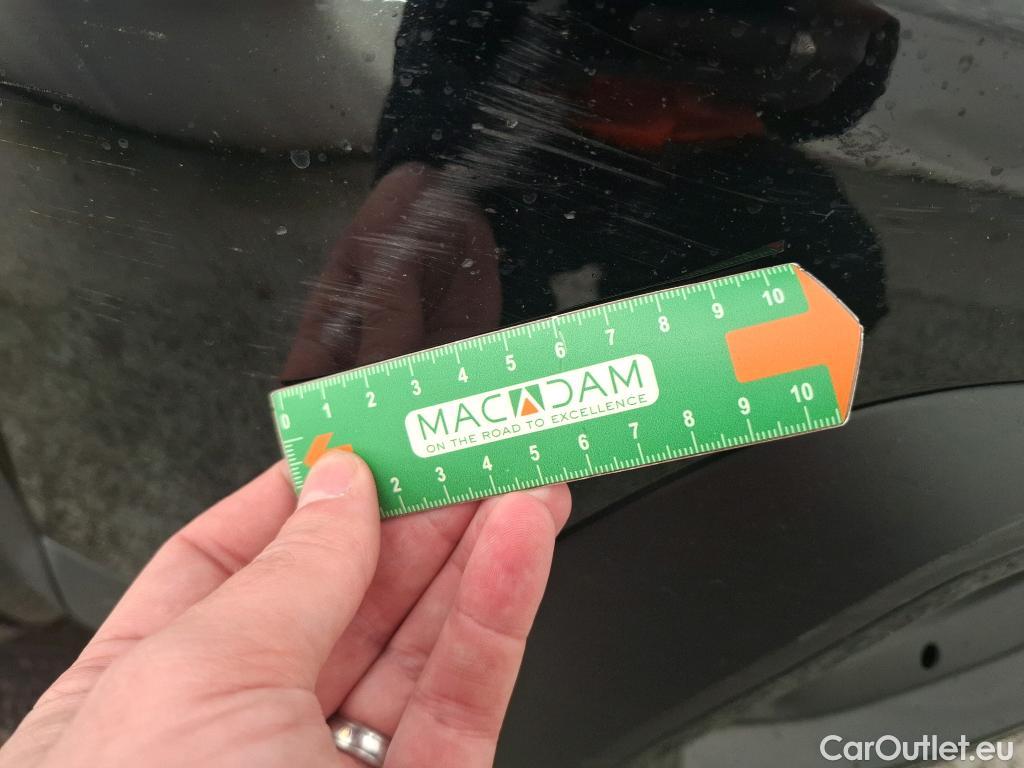 0 1 2 3 4 5 6 7 8 9 10
MACADAM
ON THE ROAD TO EXCELLENCE
2 3 4 5 6 7 8 9 10
CarOutlet.eu